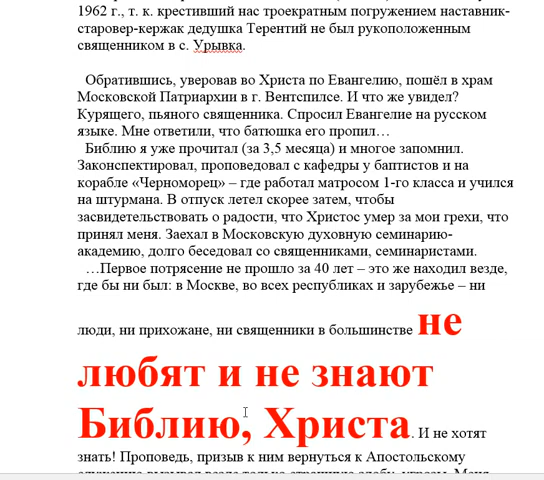 1962 г., т. к. крестивший нас троекратным погружением наставник-
старовер-кержак дедушка Терентий не был рукоположенным
священником в с. Урывка.
Обратившись, уверовав во Христа по Евангелию, пошёл в храм
Московской Патриархии в г. Вентспилсе. И что же увидел?
Курящего, пьяного священника. Спросил Евангелие на русском
языке. Мне ответили, что батюшка его пропил…
Библию я уже прочитал (за 3,5 месяца) и многое запомнил.
Законспектировал, проповедовал с кафедры у баптистов и на
корабле «Черноморец» – где работал матросом 1-го класса и учился
на штурмана. В отпуск летел скорее затем, чтобы
засвидетельствовать о радости, что Христос умер за мои грехи, что
принял меня. Заехал в Московскую духовную семинарию-
академию, долго беседовал со священниками, семинаристами.
…Первое потрясение не прошло за 40 лет – это же находил везде,
где бы ни был: в Москве, во всех республиках и зарубежье – ни
люди, ни прихожане, ни священники в большинстве не
любят и не знают
Библию, Христа. И не хотят
знать! Проповедь, призыв к ним вернуться к Апостольскому